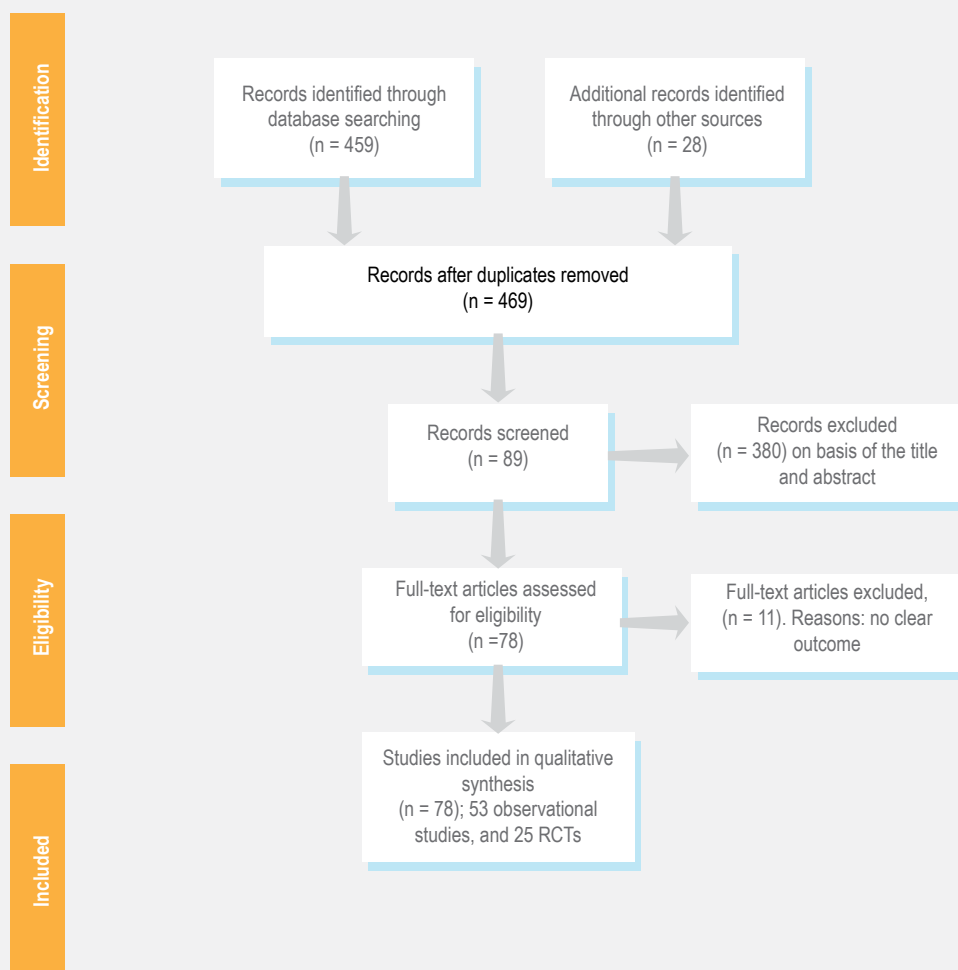 Identification
Records identified through
database searching
(n = 459)
Additional records identified
through other sources
(n = 28)
Screening
Records after duplicates removed
(n = 469)
Records screened
(n = 89)
Records excluded
(n = 380) on basis of the title
and abstract
Eligibility
Full-text articles assessed
for eligibility
(n =78)
Full-text articles excluded,
(n = 11). Reasons: no clear
outcome
Included
Studies included in qualitative
synthesis
(n = 78); 53 observational
studies, and 25 RCTs